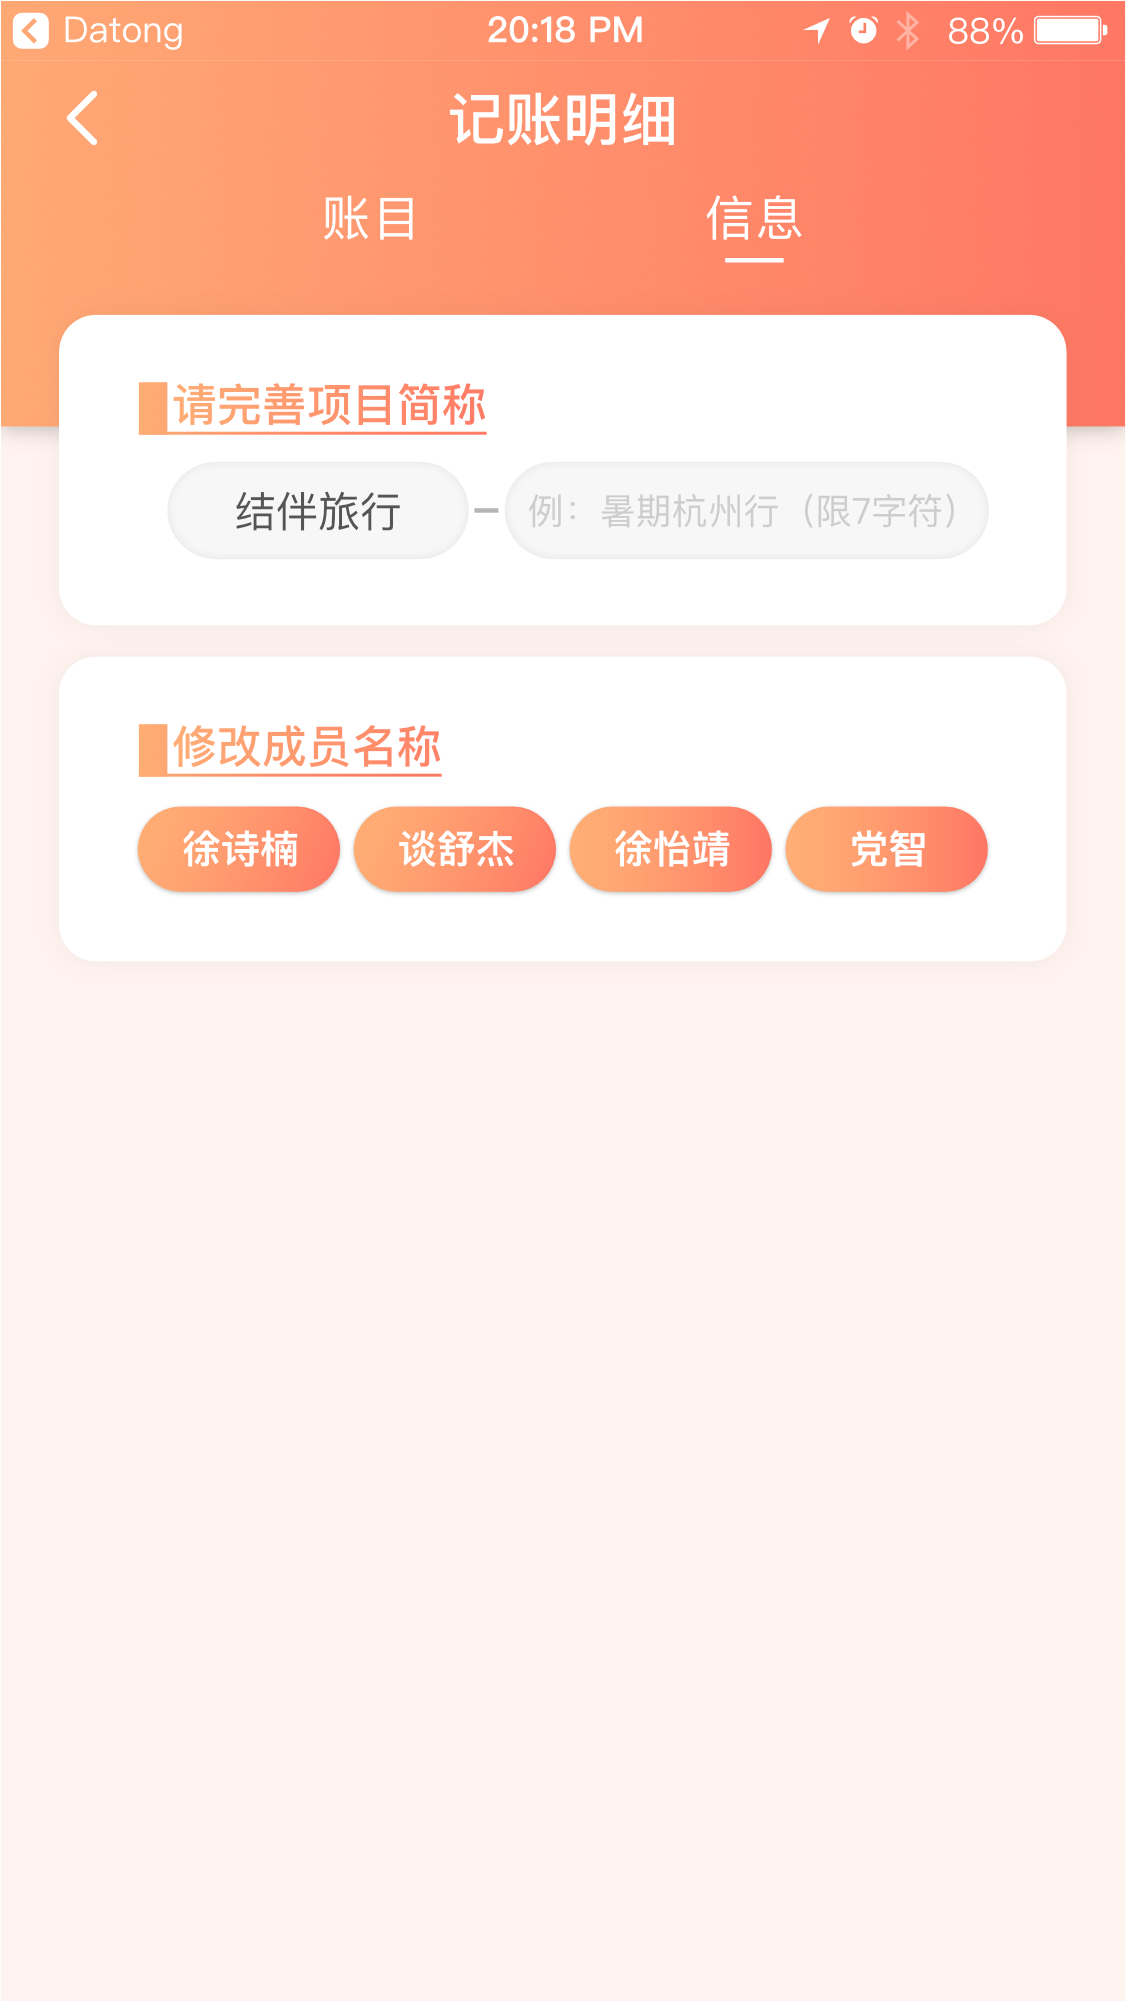 Datong 20:18 PM 88%
记账明细
账目 信息
请完善项目简称
结伴旅行 - 例：暑期杭州行（限7字符）
修改成员名称
徐诗楠 谈舒杰 徐怡靖 党智